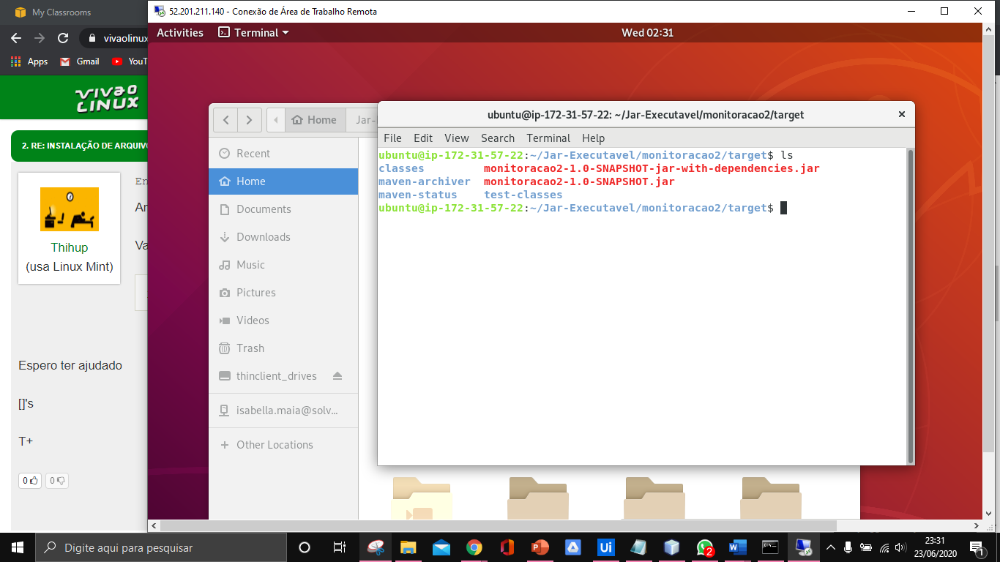 My Classrooms
52.201.211.140 - Conexão de Área de Trabalho Remota
vivaolinux
Apps
Gmail
YouT
Activities
Terminal
Wed 02:31
VIVAO
LINUX
2. RE: INSTALAÇÃO DE ARQUIV
En
Ar
Va
Thihup
(usa Linux Mint)
Espero ter ajudado
[]'s
T+
0
0
Home
Jar-
Recent
Home
Documents
Downloads
Music
Pictures
Videos
Trash
thinclient_drives
isabella.maia@solv...
Other Locations
ubuntu@ip-172-31-57-22: ~/Jar-Executavel/monitoracao2/target
File Edit View Search Terminal Help
ubuntu@ip-172-31-57-22:~/Jar-Executavel/monitoracao2/target$ ls
classes monitoracao2-1.0-SNAPSHOT-jar-with-dependencies.jar
maven-archiver monitoracao2-1.0-SNAPSHOT.jar
maven-status test-classes
ubuntu@ip-172-31-57-22:~/Jar-Executavel/monitoracao2/target$
Digite aqui para pesquisar
Ui
2
23:31
23/06/2020
1